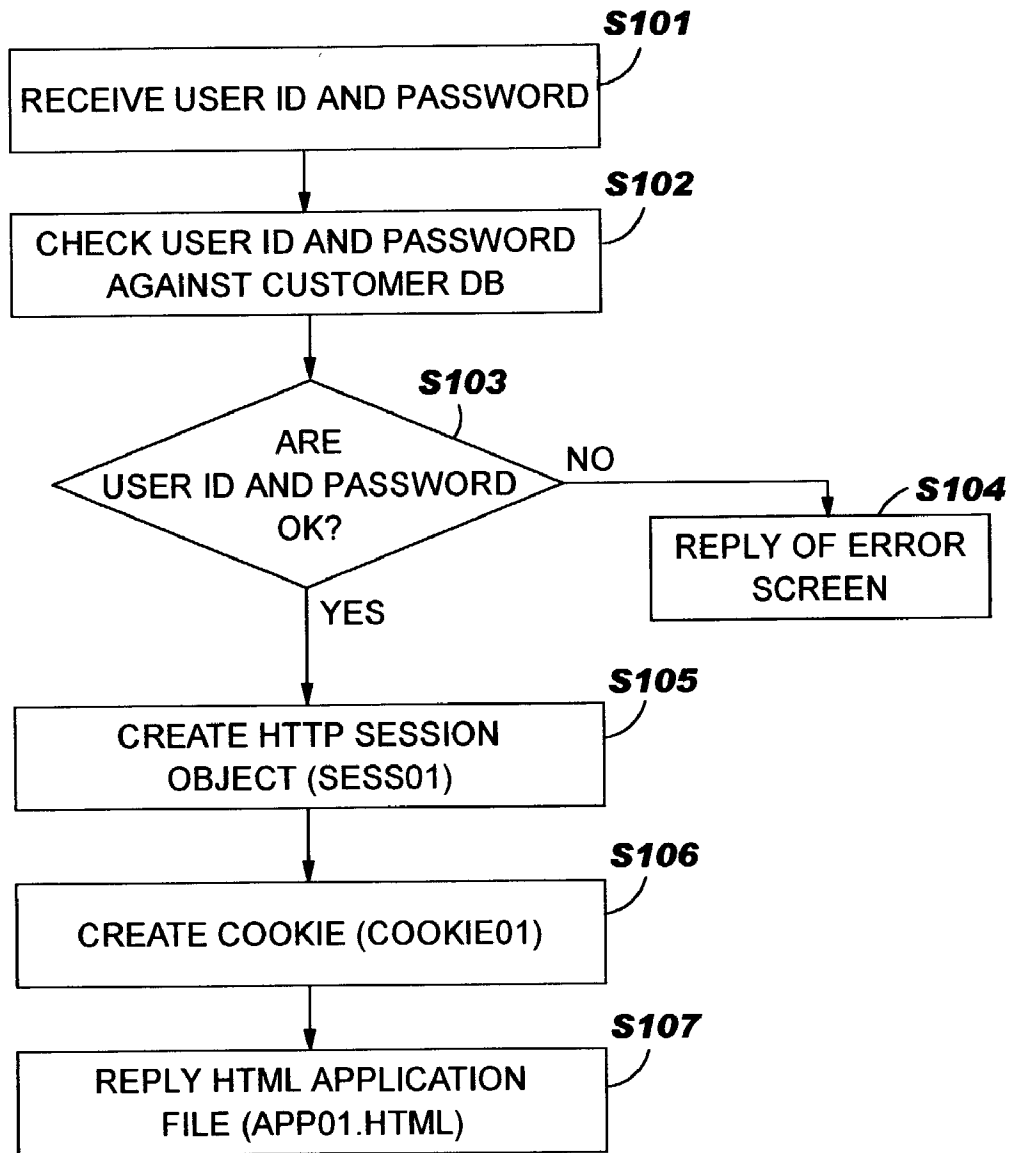 S101
RECEIVE USER ID AND PASSWORD
S102
CHECK USER ID AND PASSWORD
AGAINST CUSTOMER DB
S103
ARE
USER ID AND PASSWORD
OK?
NO
S104
REPLY OF ERROR
SCREEN
YES
S105
CREATE HTTP SESSION
OBJECT (SESS01)
S106
CREATE COOKIE (COOKIE01)
S107
REPLY HTML APPLICATION
FILE (APP01.HTML)